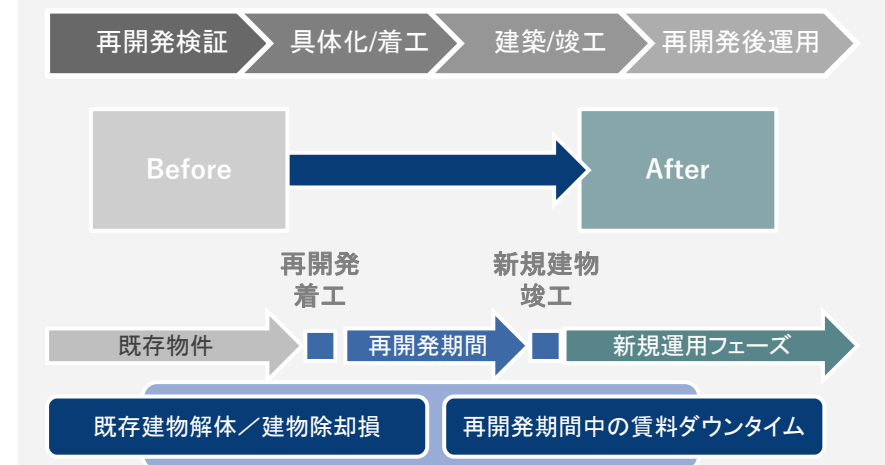 再開発検証
具体化/着工
建築/竣工
再開発後運用
Before
After
再開発
着工
新規建物
竣工
既存物件
再開発期間
新規運用フェーズ
既存建物解体／建物除却損
再開発期間中の賃料ダウンタイム